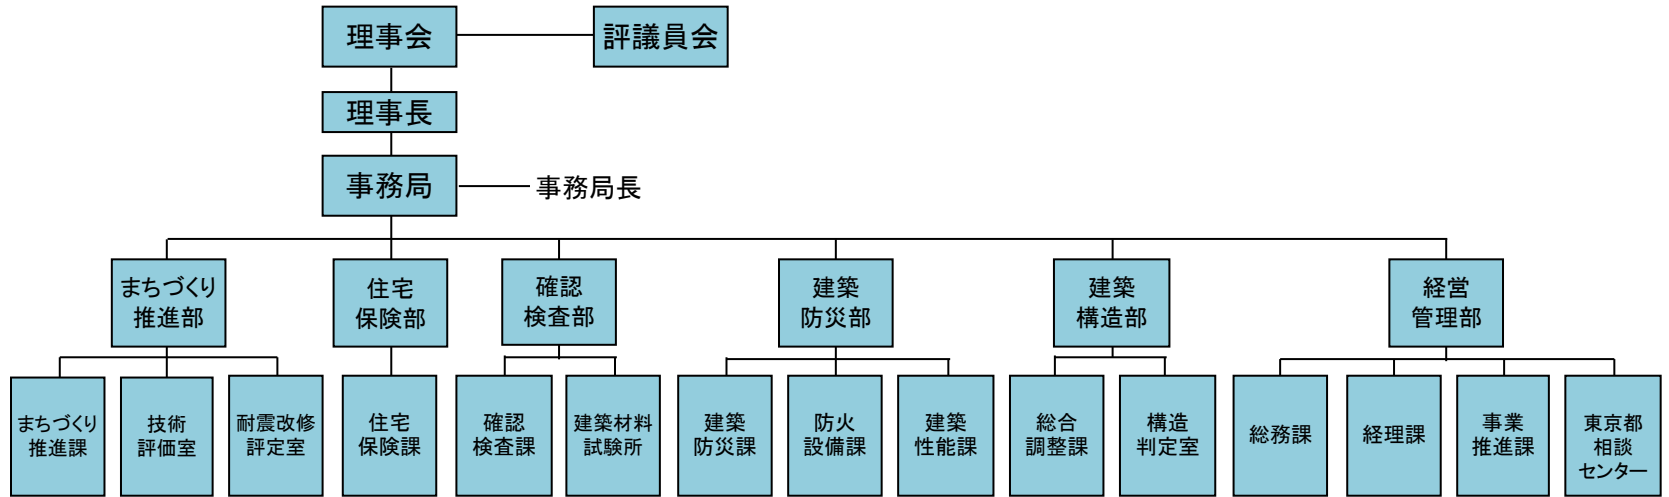 理事会
評議員会
理事長
事務局
事務局長
まちづくり
推進部
住宅
保険部
確認
検査部
建築
防災部
建築
構造部
経営
管理部
まちづくり
推進課
技術
評価室
耐震改修
評定室
住宅
保険課
確認
検査課
建築材料
試験所
建築
防災課
防火
設備課
建築
性能課
総合
調整課
構造
判定室
総務課
経理課
事業
推進課
東京都
相談
センター